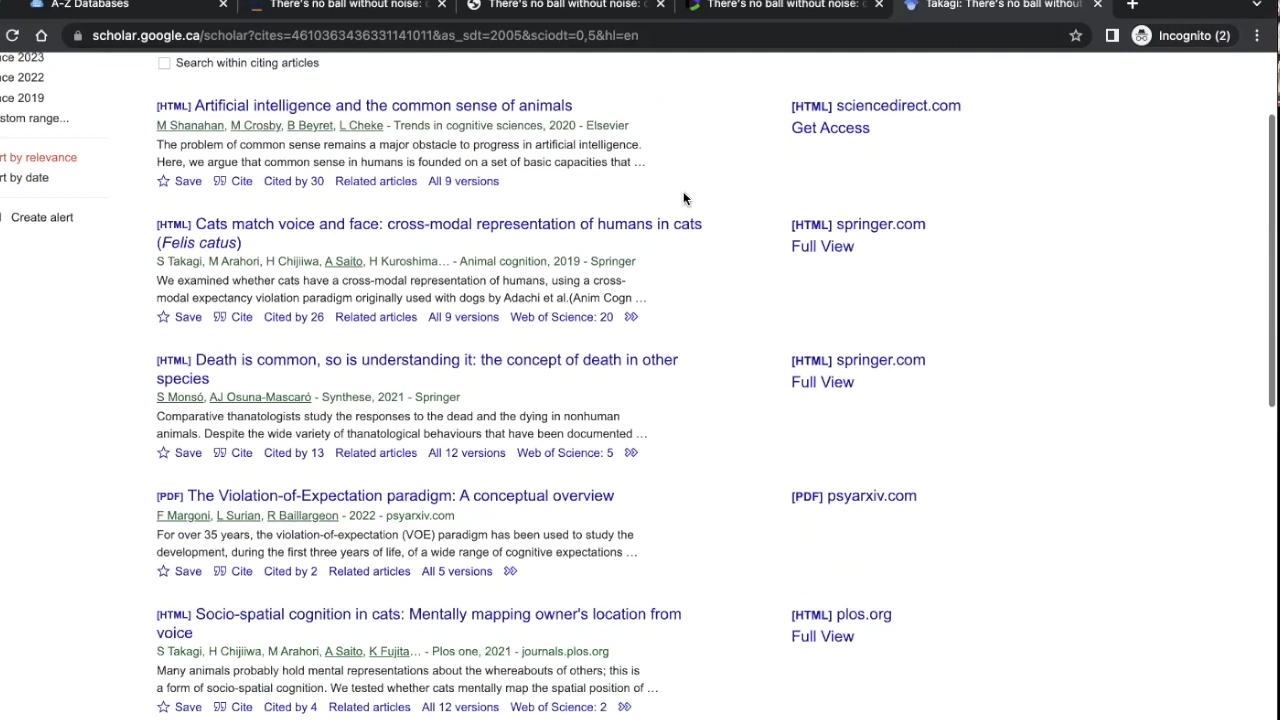 A-Z Databases
There's no ball without noise:
There's no ball without noise:
There's no ball without noise:
Takagi: There's no ball without
scholar.google.ca/scholar?cites=4610363436331141011&as_sdt=2005&sciodt=0,5&hl=en
Incognito (2)
nce 2023
nce 2022
nce 2019
stom range...
rt by relevance
rt by date
Create alert
Search within citing articles
[HTML] Artificial intelligence and the common sense of animals
M Shanahan, M Crosby, B Beyret, L Cheke - Trends in cognitive sciences, 2020 - Elsevier
The problem of common sense remains a major obstacle to progress in artificial intelligence.
Here, we argue that common sense in humans is founded on a set of basic capacities that ...
Save Cite Cited by 30 Related articles All 9 versions
[HTML] sciencedirect.com
Get Access
[HTML] Cats match voice and face: cross-modal representation of humans in cats
(Felis catus)
S Takagi, M Arahori, H Chijiiwa, A Saito, H Kuroshima... - Animal cognition, 2019 - Springer
We examined whether cats have a cross-modal representation of humans, using a cross-
modal expectancy violation paradigm originally used with dogs by Adachi et al.(Anim Cogn ...
Save Cite Cited by 26 Related articles All 9 versions Web of Science: 20
[HTML] springer.com
Full View
[HTML] Death is common, so is understanding it: the concept of death in other
species
S Monsó, AJ Osuna-Mascaró - Synthese, 2021 - Springer
Comparative thanatologists study the responses to the dead and the dying in nonhuman
animals. Despite the wide variety of thanatological behaviours that have been documented ...
Save Cite Cited by 13 Related articles All 12 versions Web of Science: 5
[HTML] springer.com
Full View
[PDF] The Violation-of-Expectation paradigm: A conceptual overview
F Margoni, L Surian, R Baillargeon - 2022 - psyarxiv.com
For over 35 years, the violation-of-expectation (VOE) paradigm has been used to study the
development, during the first three years of life, of a wide range of cognitive expectations ...
Save Cite Cited by 2 Related articles All 5 versions
[PDF] psyarxiv.com
[HTML] Socio-spatial cognition in cats: Mentally mapping owner's location from
voice
S Takagi, H Chijiiwa, M Arahori, A Saito, K Fujita... - Plos one, 2021 - journals.plos.org
Many animals probably hold mental representations about the whereabouts of others; this is
a form of socio-spatial cognition. We tested whether cats mentally map the spatial position of ...
Save Cite Cited by 4 Related articles All 12 versions Web of Science: 2
[HTML] plos.org
Full View